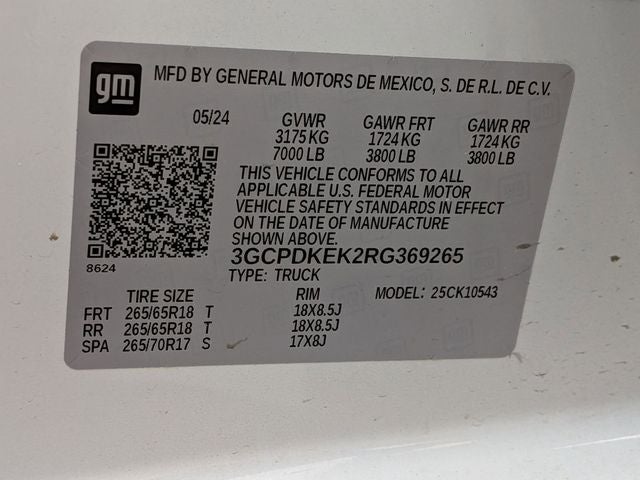 gm
MFD BY GENERAL MOTORS DE MEXICO, S. DE R.L. DE C.V.
05/24 GVWR GAWR FRT GAWR RR
3175 KG 1724 KG 1724 KG
7000 LB 3800 LB 3800 LB
THIS VEHICLE CONFORMS TO ALL
APPLICABLE U.S. FEDERAL MOTOR
VEHICLE SAFETY STANDARDS IN EFFECT
ON THE DATE OF MANUFACTURE
SHOWN ABOVE.
3GCPDKEK2RG369265
8624
TYPE: TRUCK
TIRE SIZE RIM MODEL: 25CK10543
FRT 265/65R18 T 18X8.5J
RR 265/65R18 T 18X8.5J
SPA 265/70R17 S 17X8J